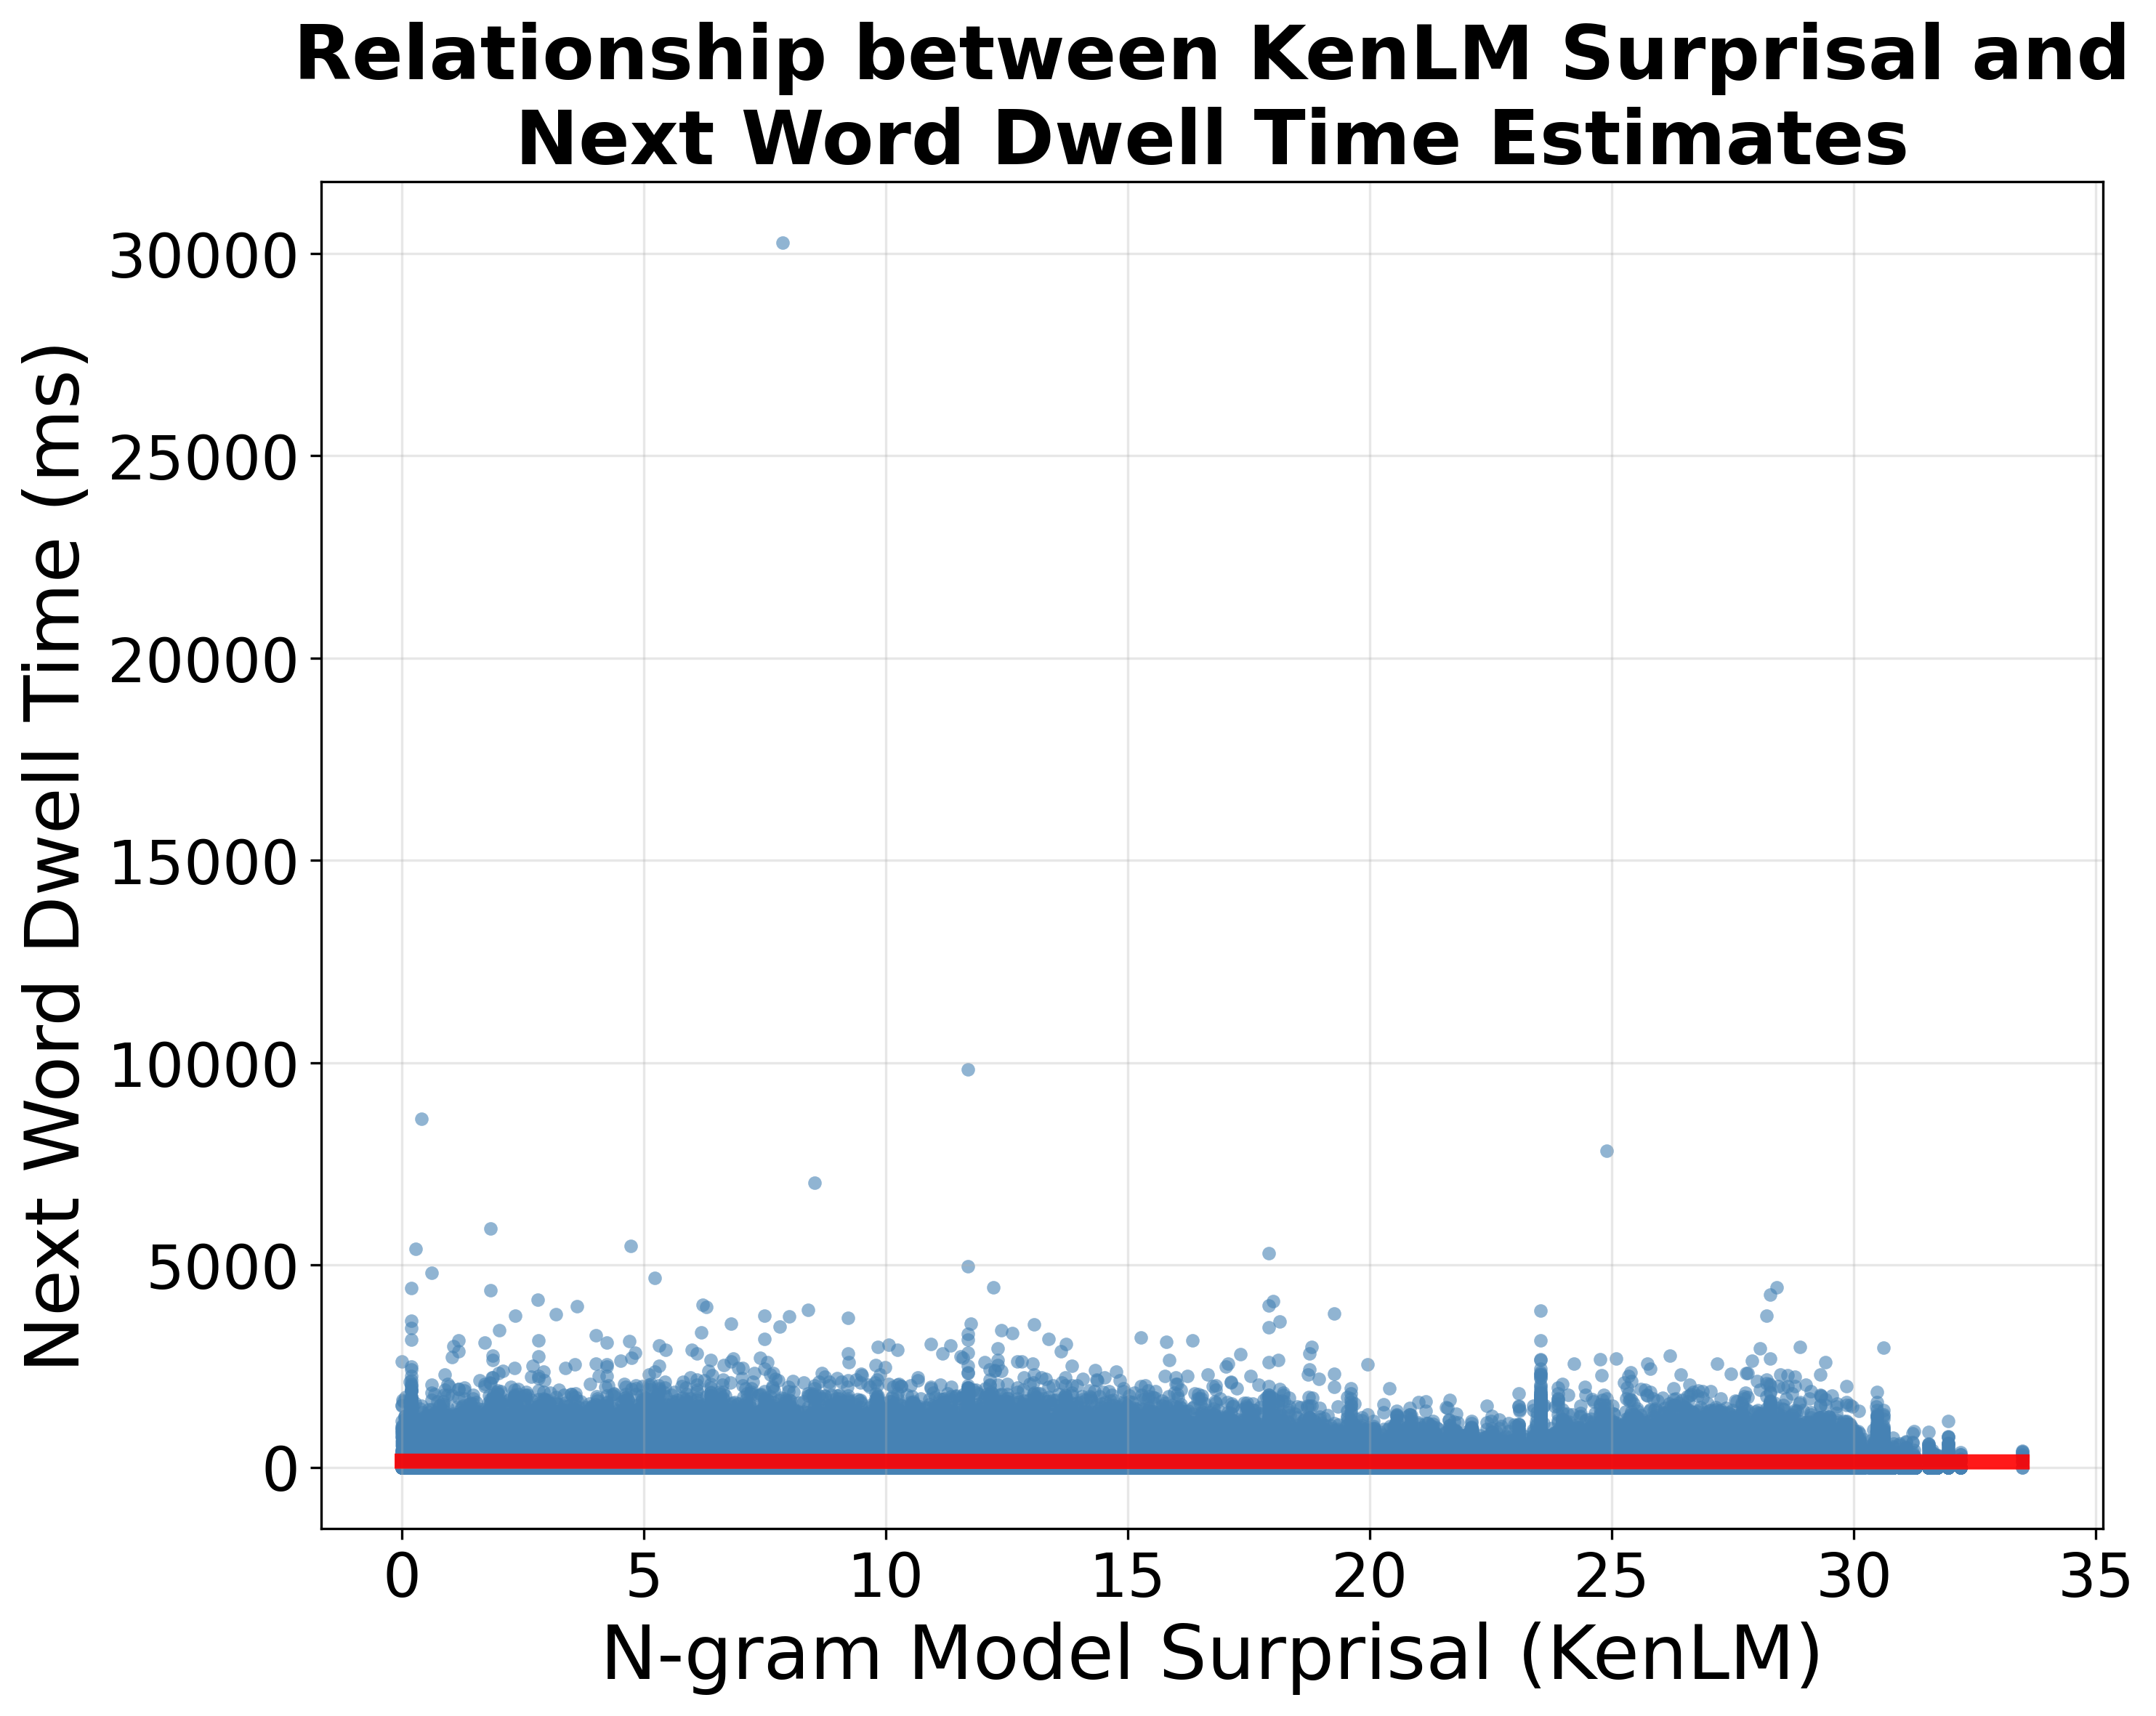 Relationship between KenLM Surprisal and
Next Word Dwell Time Estimates
Next Word Dwell Time (ms)
30000
25000
20000
15000
10000
5000
0
0 5 10 15 20 25 30 35
N-gram Model Surprisal (KenLM)